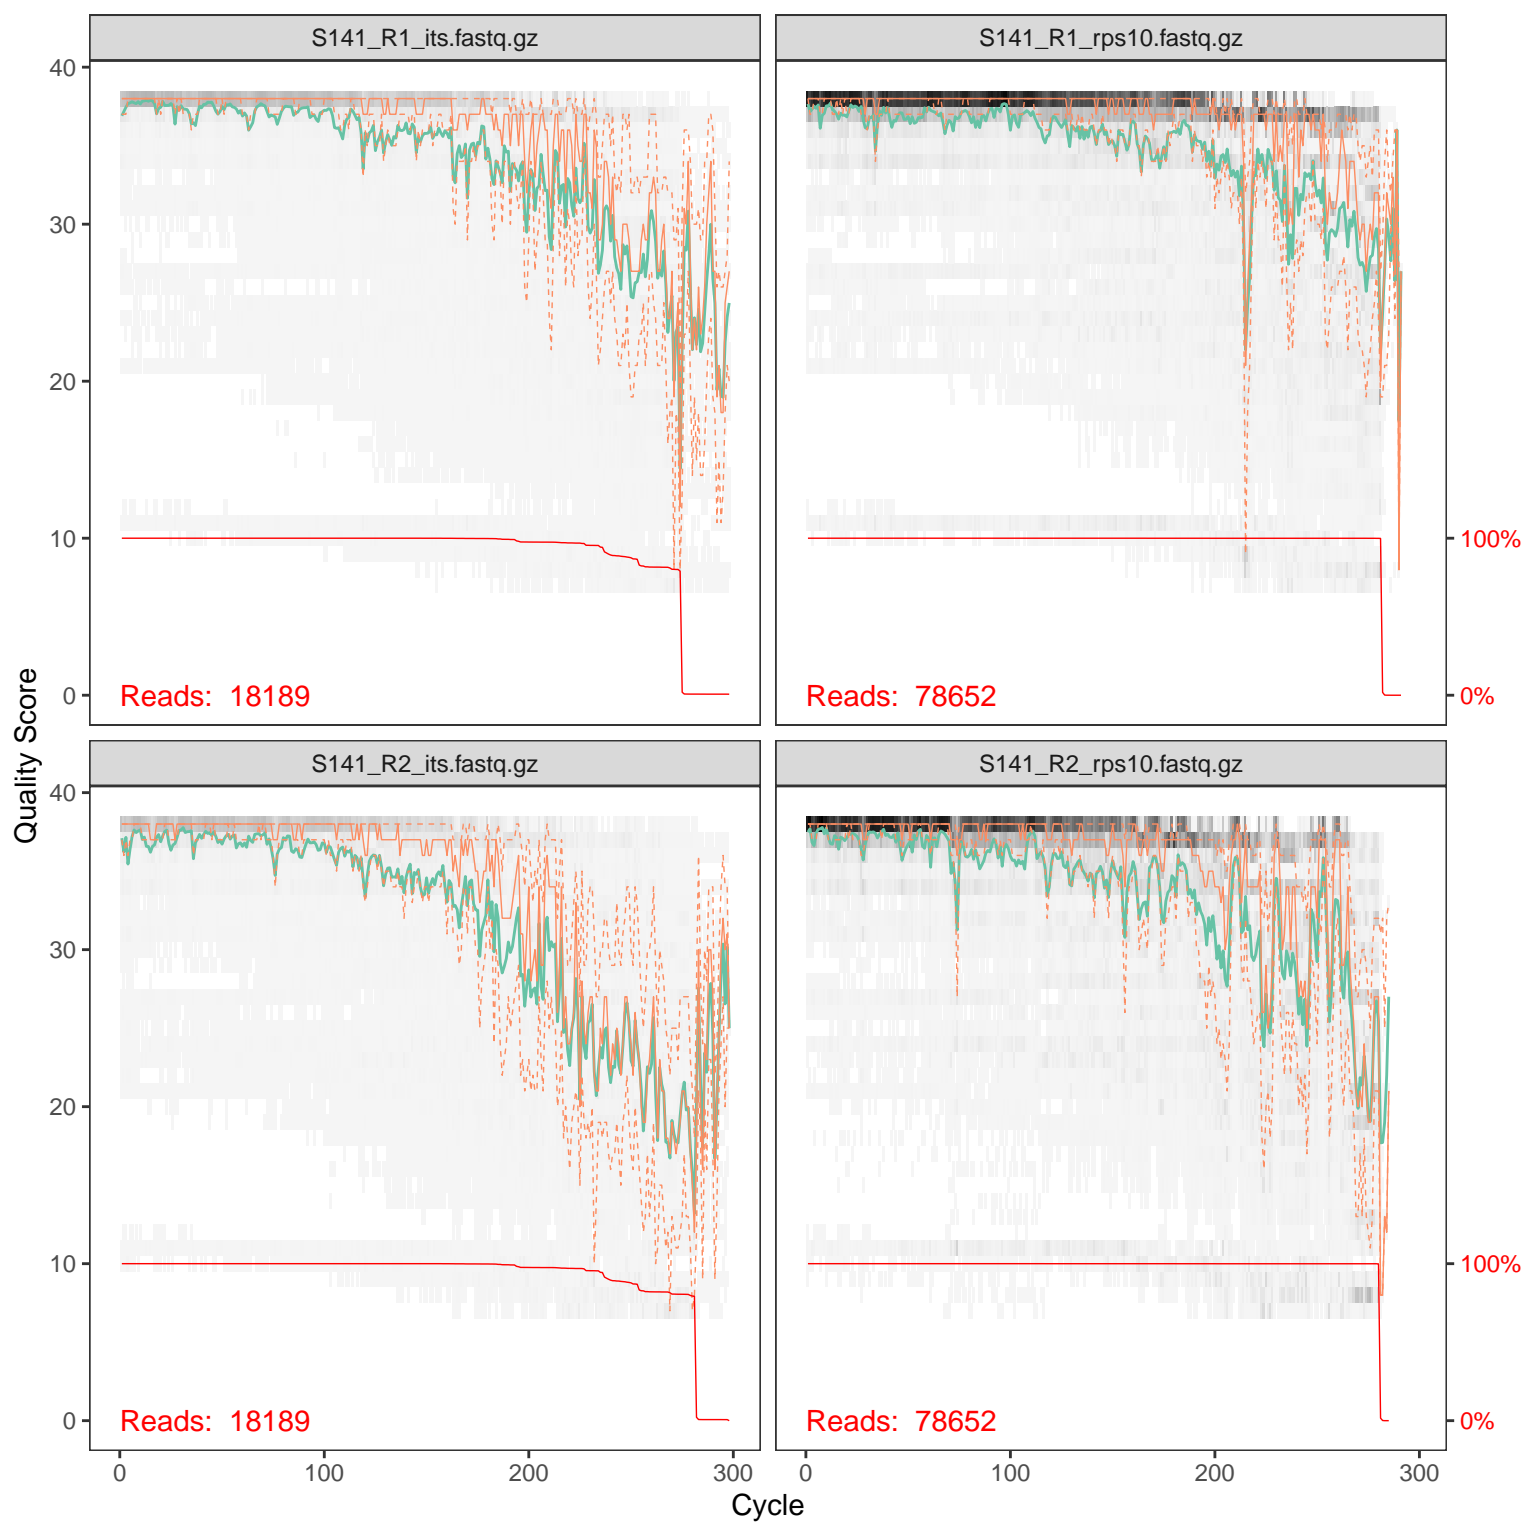 S141_R1_its.fastq.gz
S141_R1_rps10.fastq.gz
40
30
20
10
0
Reads: 18189
Reads: 78652
100%
0%
Quality Score
S141_R2_its.fastq.gz
S141_R2_rps10.fastq.gz
40
30
20
10
0
Reads: 18189
Reads: 78652
100%
0%
0 100 200 300
0 100 200 300
Cycle